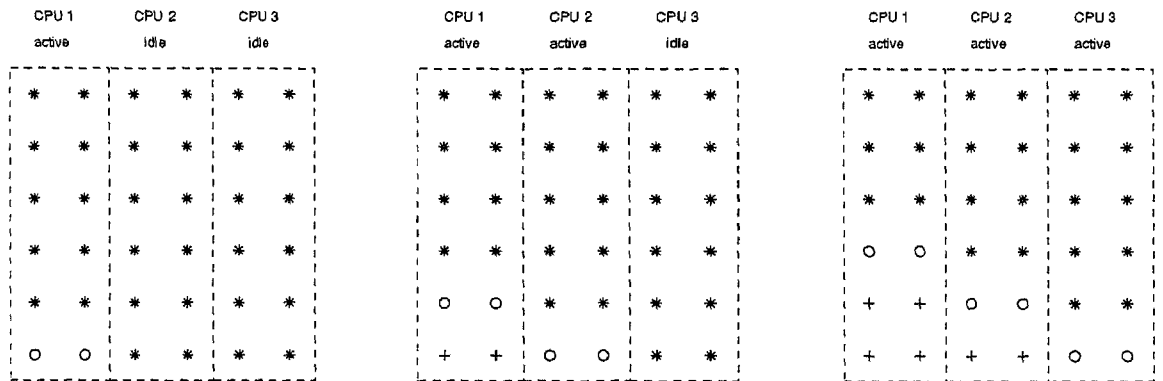 CPU 1 CPU 2 CPU 3
active idle idle
CPU 1 CPU 2 CPU 3
active active idle
CPU 1 CPU 2 CPU 3
active active active